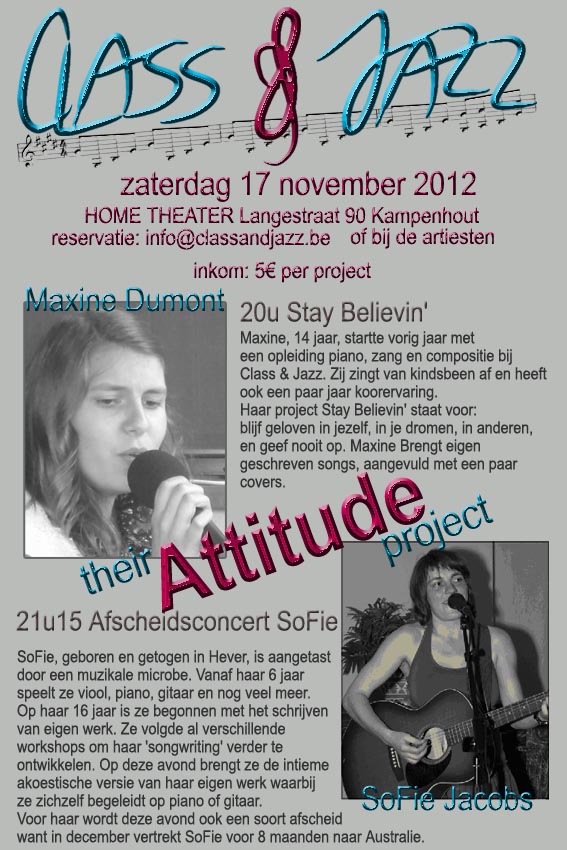 CLASS & JAZZ
zaterdag 17 november 2012
HOME THEATER Langestraat 90 Kampenhout
reservatie: info@classandjazz.be of bij de artiesten
inkom: 5€ per project
Maxine Dumont
20u Stay Believin'
Maxine, 14 jaar, startte vorig jaar met
een opleiding piano, zang en compositie bij
Class & Jazz. Zij zingt van kindsbeen af en heeft
ook een paar jaar koorervaring.
Haar project Stay Believin' staat voor:
blijf geloven in jezelf, in je dromen, in anderen,
en geef nooit op. Maxine Brengt eigen
geschreven songs, aangevuld met een paar
covers.
their Attitude project
21u15 Afscheidsconcert SoFie
SoFie, geboren en getogen in Hever, is aangetast
door een muzikale microbe. Vanaf haar 6 jaar
speelt ze viool, piano, gitaar en nog veel meer.
Op haar 16 jaar is ze begonnen met het schrijven
van eigen werk. Ze volgde al verschillende
workshops om haar 'songwriting' verder te
ontwikkelen. Op deze avond brengt ze de intieme
akoestische versie van haar eigen werk waarbij
ze zichzelf begeleidt op piano of gitaar.
Voor haar wordt deze avond ook een soort afscheid
want in december vertrekt SoFie voor 8 maanden naar Australie.
SoFie Jacobs